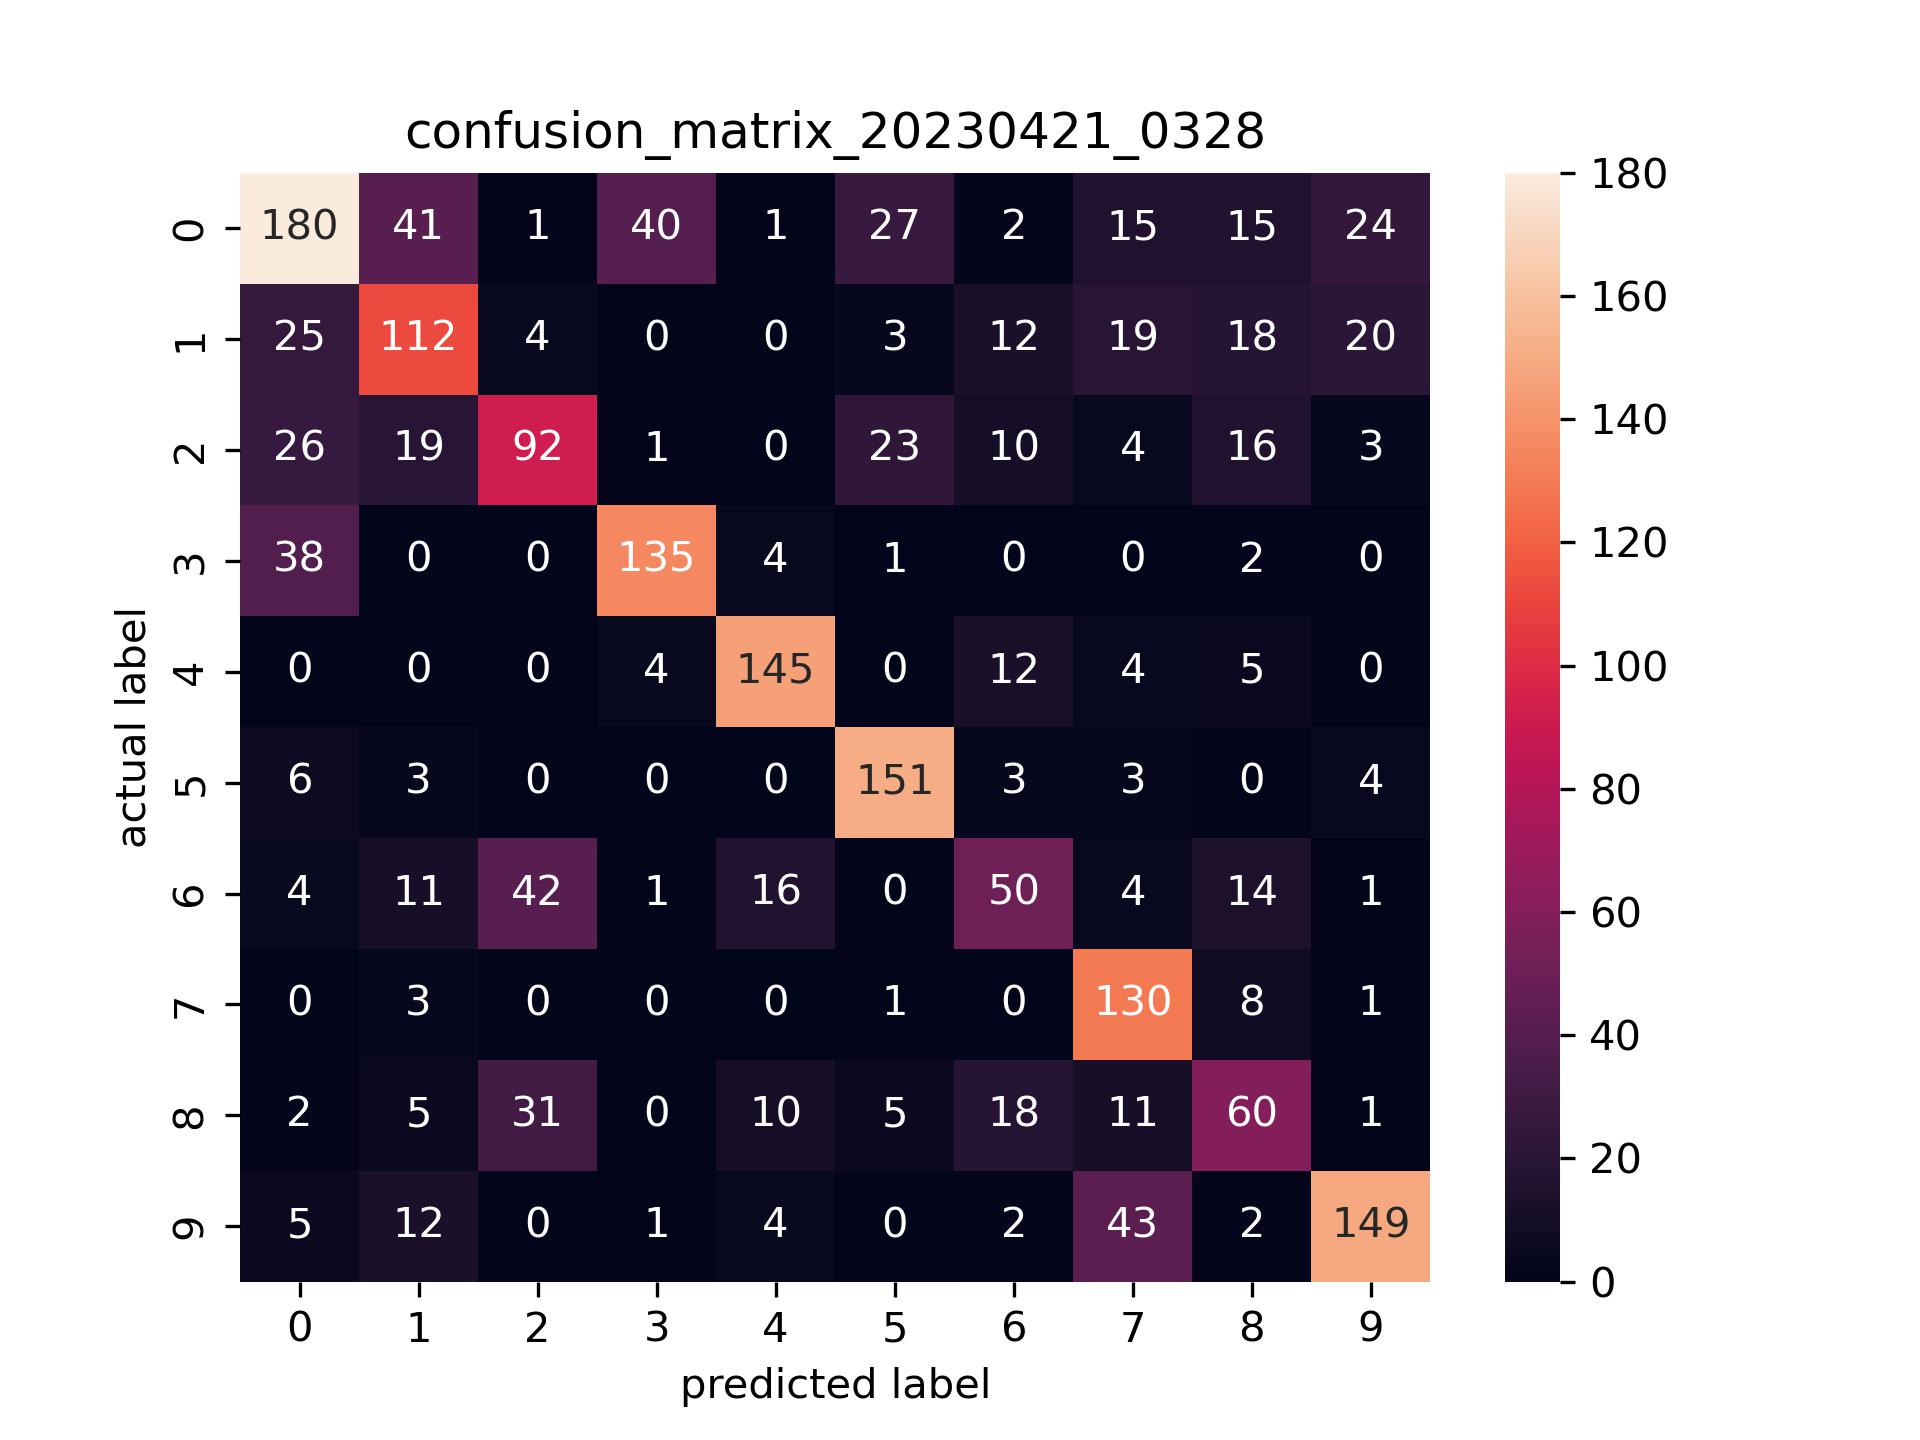 confusion_matrix_20230421_0328
0 180 41 1 40 1 27 2 15 15 24
1 25 112 4 0 0 3 12 19 18 20
2 26 19 92 1 0 23 10 4 16 3
3 38 0 0 135 4 1 0 0 2 0
4 0 0 0 4 145 0 12 4 5 0
5 6 3 0 0 0 151 3 3 0 4
6 4 11 42 1 16 0 50 4 14 1
7 0 3 0 0 0 1 0 130 8 1
8 2 5 31 0 10 5 18 11 60 1
9 5 12 0 1 4 0 2 43 2 149
0 1 2 3 4 5 6 7 8 9
predicted label
actual label
180
160
140
120
100
80
60
40
20
0